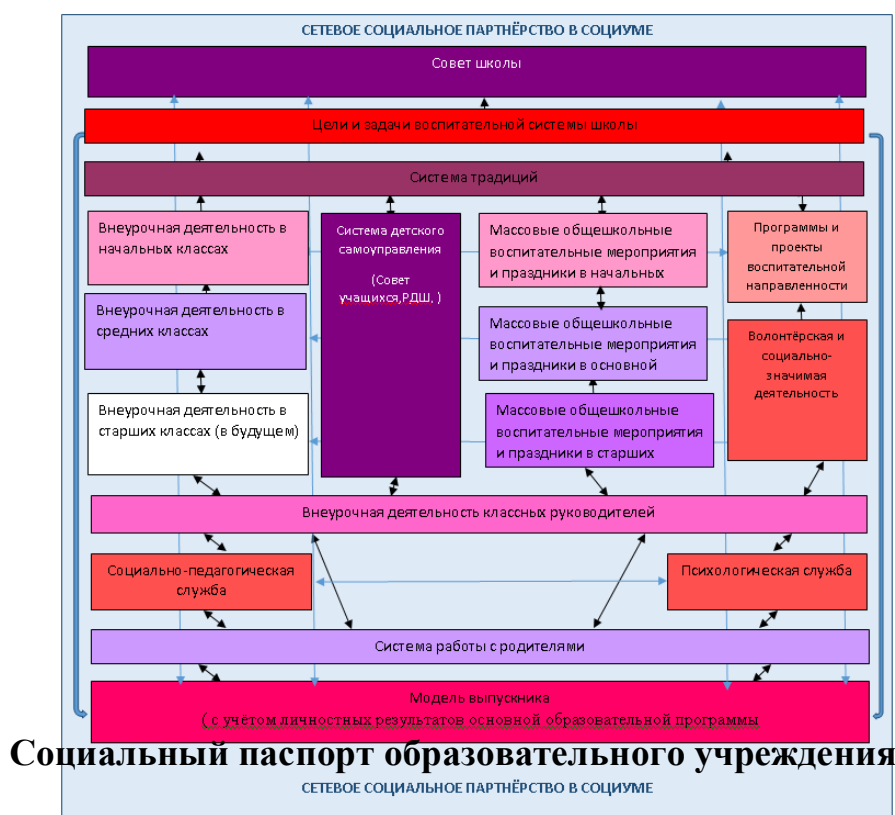 СЕТЕВОЕ СОЦИАЛЬНОЕ ПАРТНЁРСТВО В СОЦИУМЕ
Совет школы
Цели и задачи воспитательной системы школы
Система традиций
Внеурочная деятельность в
начальных классах
Система детского
самоуправления
(Совет
учащихся,РДШ, )
Массовые общешкольные
воспитательные мероприятия
и праздники в начальных
Программы и
проекты
воспитательной
направленности
Внеурочная деятельность в
средних классах
Массовые общешкольные
воспитательные мероприятия
и праздники в основной
Волонтёрская и
социально-
значимая
деятельность
Внеурочная деятельность в
старших классах (в будущем)
Массовые общешкольные
воспитательные мероприятия
и праздники в старших
Внеурочная деятельность классных руководителей
Социально-педагогическая
служба
Психологическая служба
Система работы с родителями
Модель выпускника
( с учётом личностных результатов основной образовательной программы
Социальный паспорт образовательного учреждения
СЕТЕВОЕ СОЦИАЛЬНОЕ ПАРТНЁРСТВО В СОЦИУМЕ